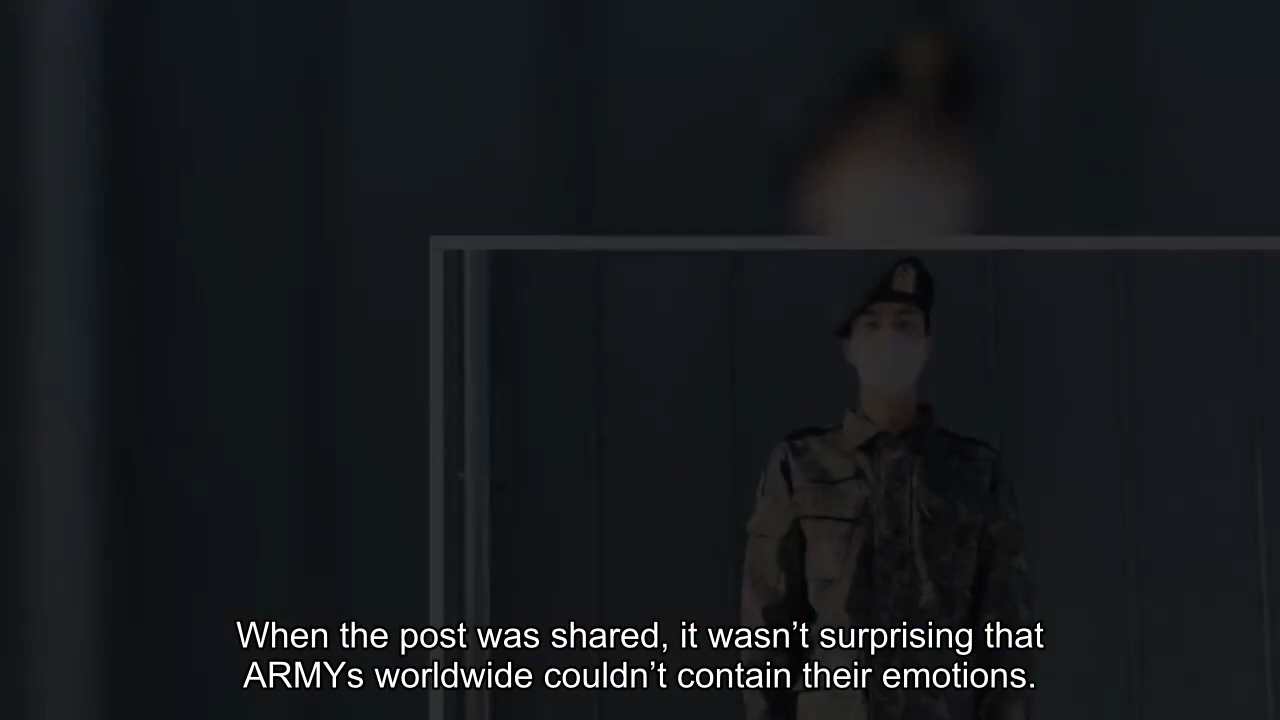 When the post was shared, it wasn’t surprising that
ARMYs worldwide couldn’t contain their emotions.